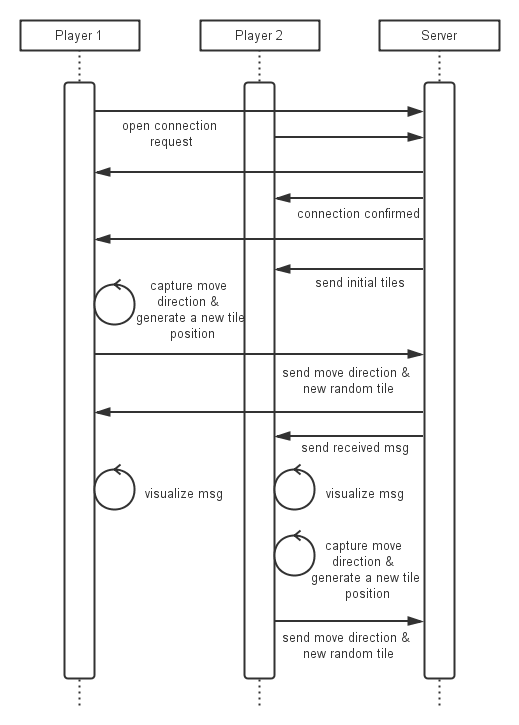 Player 1
Player 2
Server
open connection
request
connection confirmed
send initial tiles
capture move
direction &
generate a new tile
position
send move direction &
new random tile
send received msg
visualize msg
visualize msg
capture move
direction &
generate a new tile
position
send move direction &
new random tile